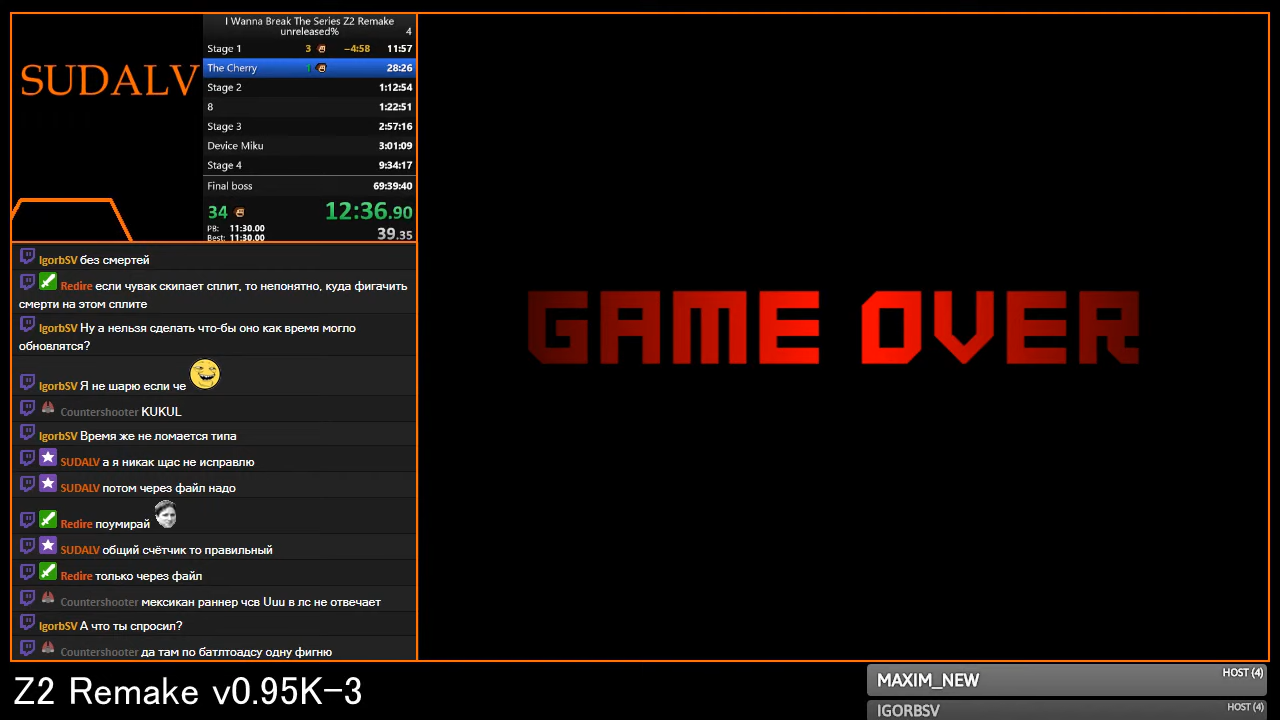 SUDALV
I Wanna Break The Series Z2 Remake
unreleased% 4
Stage 1 3 −4:58 11:57
The Cherry 1 28:26
Stage 2 1:12:54
8 1:22:51
Stage 3 2:57:16
Device Miku 3:01:09
Stage 4 9:34:17
Final boss 69:39:40
34 12:36.90
PB: 11:30.00
Best: 11:30.00 39.35
IgorbSV без смертей
Redire если чувак скипает сплит, то непонятно, куда фигачить
смерти на этом сплите
IgorbSV Ну а нельзя сделать что-бы оно как время могло
обновлятся?
IgorbSV Я не шарю если че
Countershooter KUKUL
IgorbSV Время же не ломается типа
SUDALV а я никак щас не исправлю
SUDALV потом через файл надо
Redire поумирай
SUDALV общий счётчик то правильный
Redire только через файл
Countershooter мексикан раннер чсв Uuu в лс не отвечает
IgorbSV А что ты спросил?
Countershooter да там по батлтоадсу одну фигню
GAME OVER
Z2 Remake v0.95K-3
MAXIM_NEW HOST (4)
IGORBSV HOST (4)